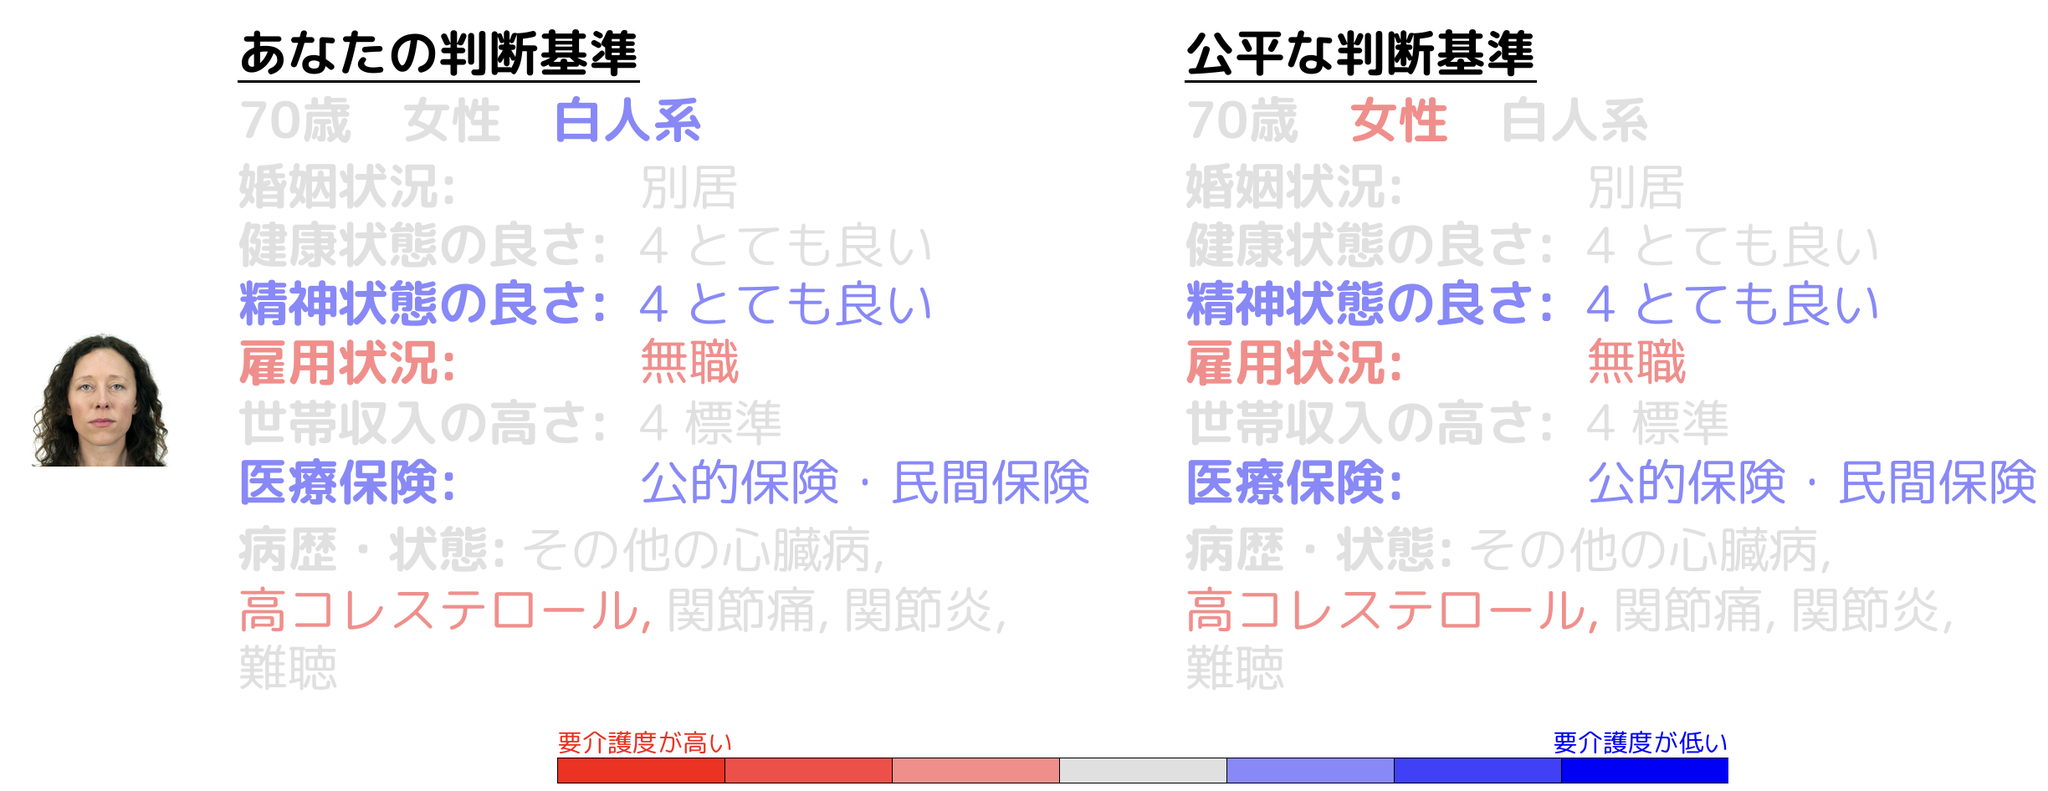 あなたの判断基準
70歳 女性 白人系
婚姻状況: 別居
健康状態の良さ: 4 とても良い
精神状態の良さ: 4 とても良い
雇用状況: 無職
世帯収入の高さ: 4 標準
医療保険: 公的保険・民間保険
病歴・状態: その他の心臓病,
高コレステロール, 関節痛, 関節炎,
難聴
公平な判断基準
70歳 女性 白人系
婚姻状況: 別居
健康状態の良さ: 4 とても良い
精神状態の良さ: 4 とても良い
雇用状況: 無職
世帯収入の高さ: 4 標準
医療保険: 公的保険・民間保険
病歴・状態: その他の心臓病,
高コレステロール, 関節痛, 関節炎,
難聴
要介護度が高い
要介護度が低い